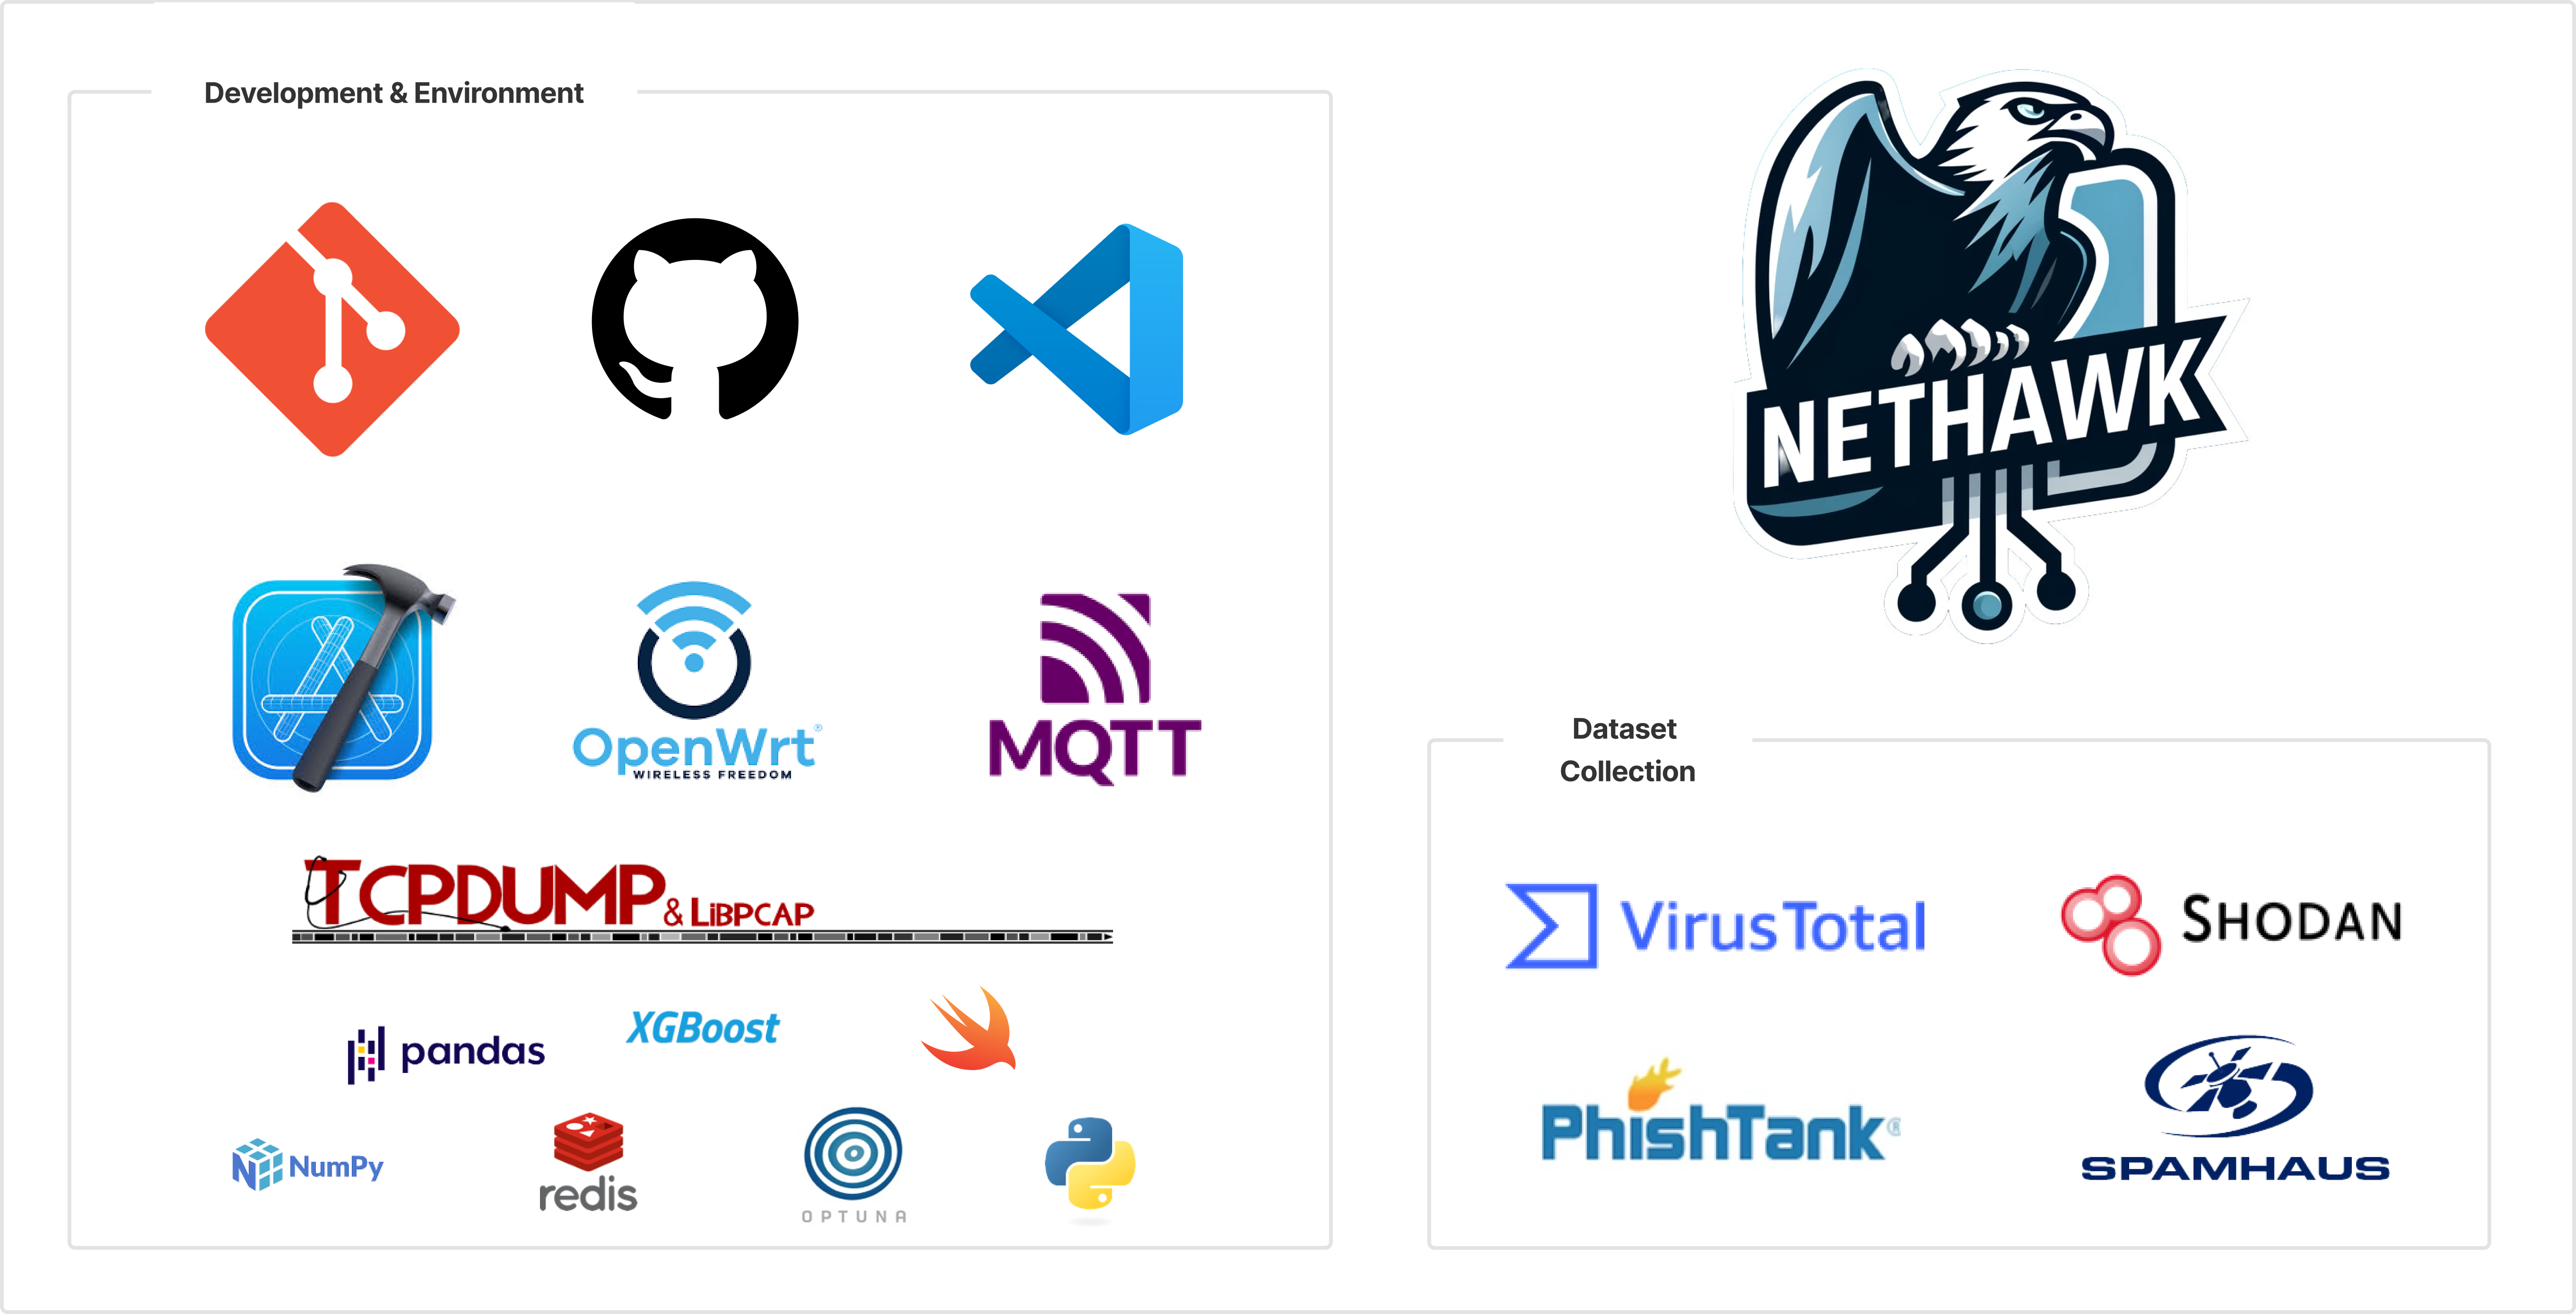 Development & Environment
NETHAWK
OpenWrt®
WIRELESS FREEDOM
MQTT
TCPDUMP & LiBPCAP
pandas
XGBoost
NumPy
redis
OPTUNA
Dataset
Collection
VirusTotal
SHODAN
PhishTank®
SPAMHAUS